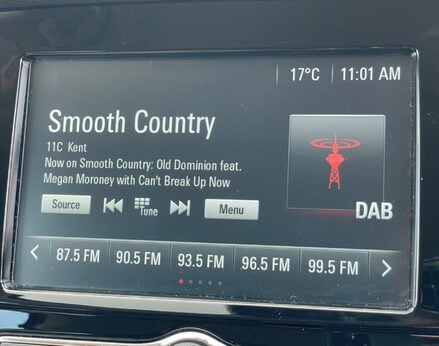 17°C 11:01 AM
Smooth Country
11C Kent
Now on Smooth Country: Old Dominion feat.
Megan Moroney with Can't Break Up Now
Source Tune Menu
DAB
87.5 FM 90.5 FM 93.5 FM 96.5 FM 99.5 FM